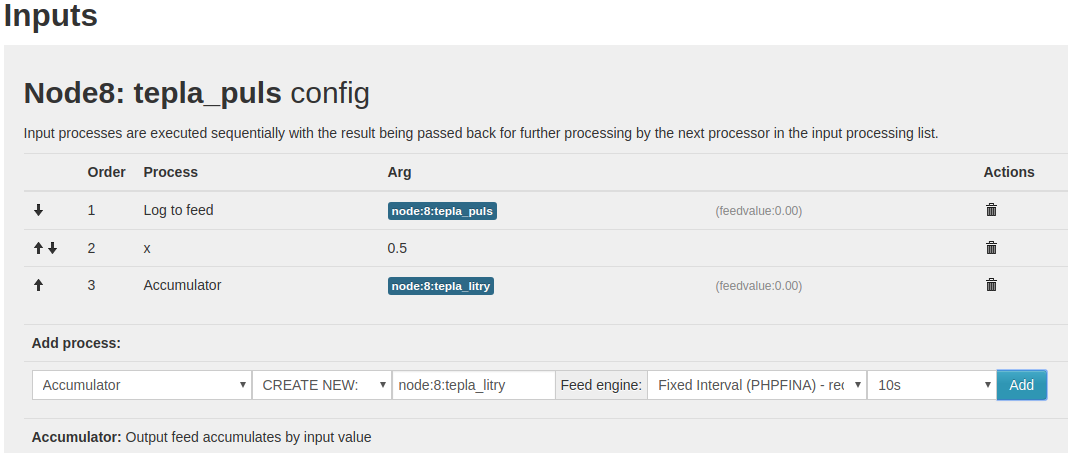 Inputs
Node8: tepla_puls config
Input processes are executed sequentially with the result being passed back for further processing by the next processor in the input processing list.
Order Process Arg Actions
1 Log to feed node:8:tepla_puls (feedvalue:0.00)
2 x 0.5
3 Accumulator node:8:tepla_litry (feedvalue:0.00)
Add process:
Accumulator CREATE NEW: node:8:tepla_litry Feed engine: Fixed Interval (PHPFINA) - rec 10s Add
Accumulator: Output feed accumulates by input value